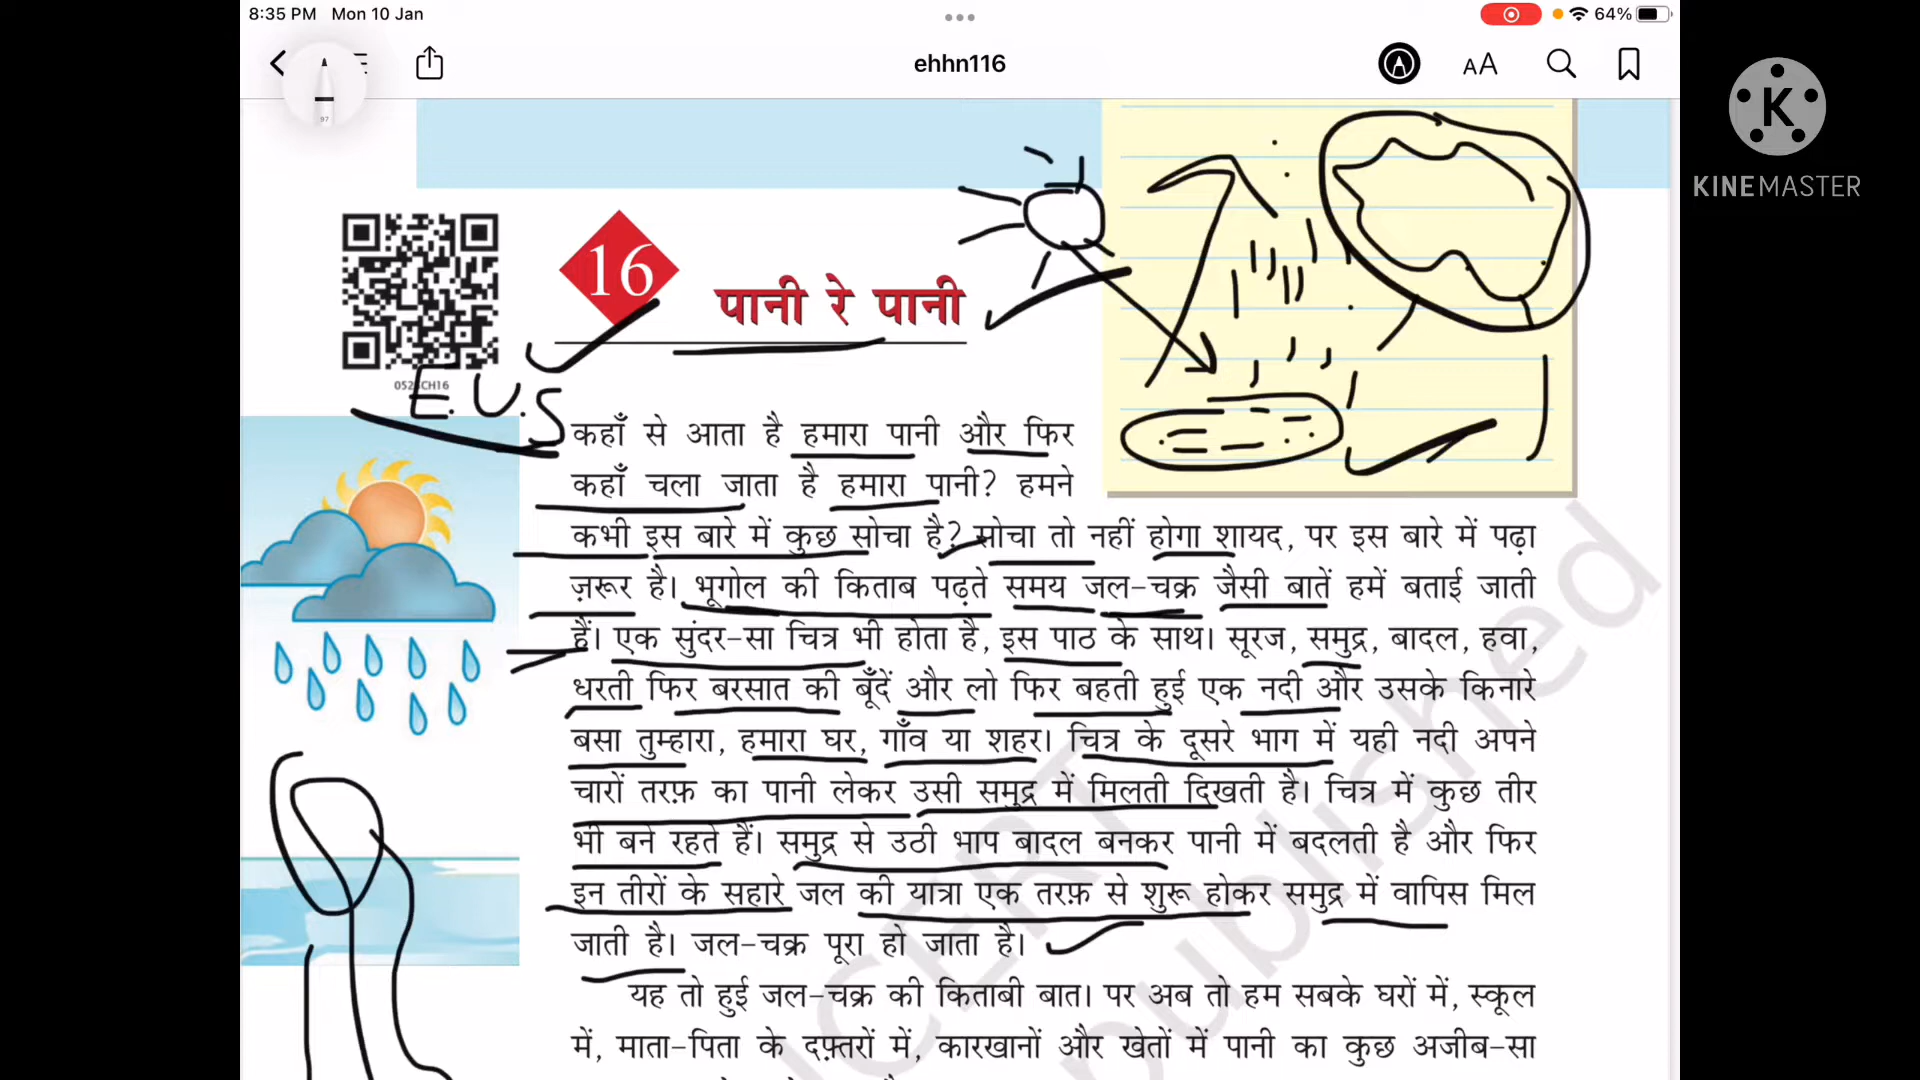 8:35 PM Mon 10 Jan
64%
ehhn116
AA
K
KINEMASTER
97
16
पानी रे पानी
0523CH16
E.V.S
कहाँ से आता है हमारा पानी और फिर
कहाँ चला जाता है हमारा पानी? हमने
कभी इस बारे में कुछ सोचा है? सोचा तो नहीं होगा शायद, पर इस बारे में पढ़ा
ज़रूर है। भूगोल की किताब पढ़ते समय जल-चक्र जैसी बातें हमें बताई जाती
हैं। एक सुंदर-सा चित्र भी होता है, इस पाठ के साथ। सूरज, समुद्र, बादल, हवा,
धरती फिर बरसात की बूँदें और लो फिर बहती हुई एक नदी और उसके किनारे
बसा तुम्हारा, हमारा घर, गाँव या शहर। चित्र के दूसरे भाग में यही नदी अपने
चारों तरफ़ का पानी लेकर उसी समुद्र में मिलती दिखती है। चित्र में कुछ तीर
भी बने रहते हैं। समुद्र से उठी भाप बादल बनकर पानी में बदलती है और फिर
इन तीरों के सहारे जल की यात्रा एक तरफ़ से शुरू होकर समुद्र में वापिस मिल
जाती है। जल-चक्र पूरा हो जाता है।
यह तो हुई जल-चक्र की किताबी बात। पर अब तो हम सबके घरों में, स्कूल
में, माता-पिता के दफ़्तरों में, कारखानों और खेतों में पानी का कुछ अजीब-सा